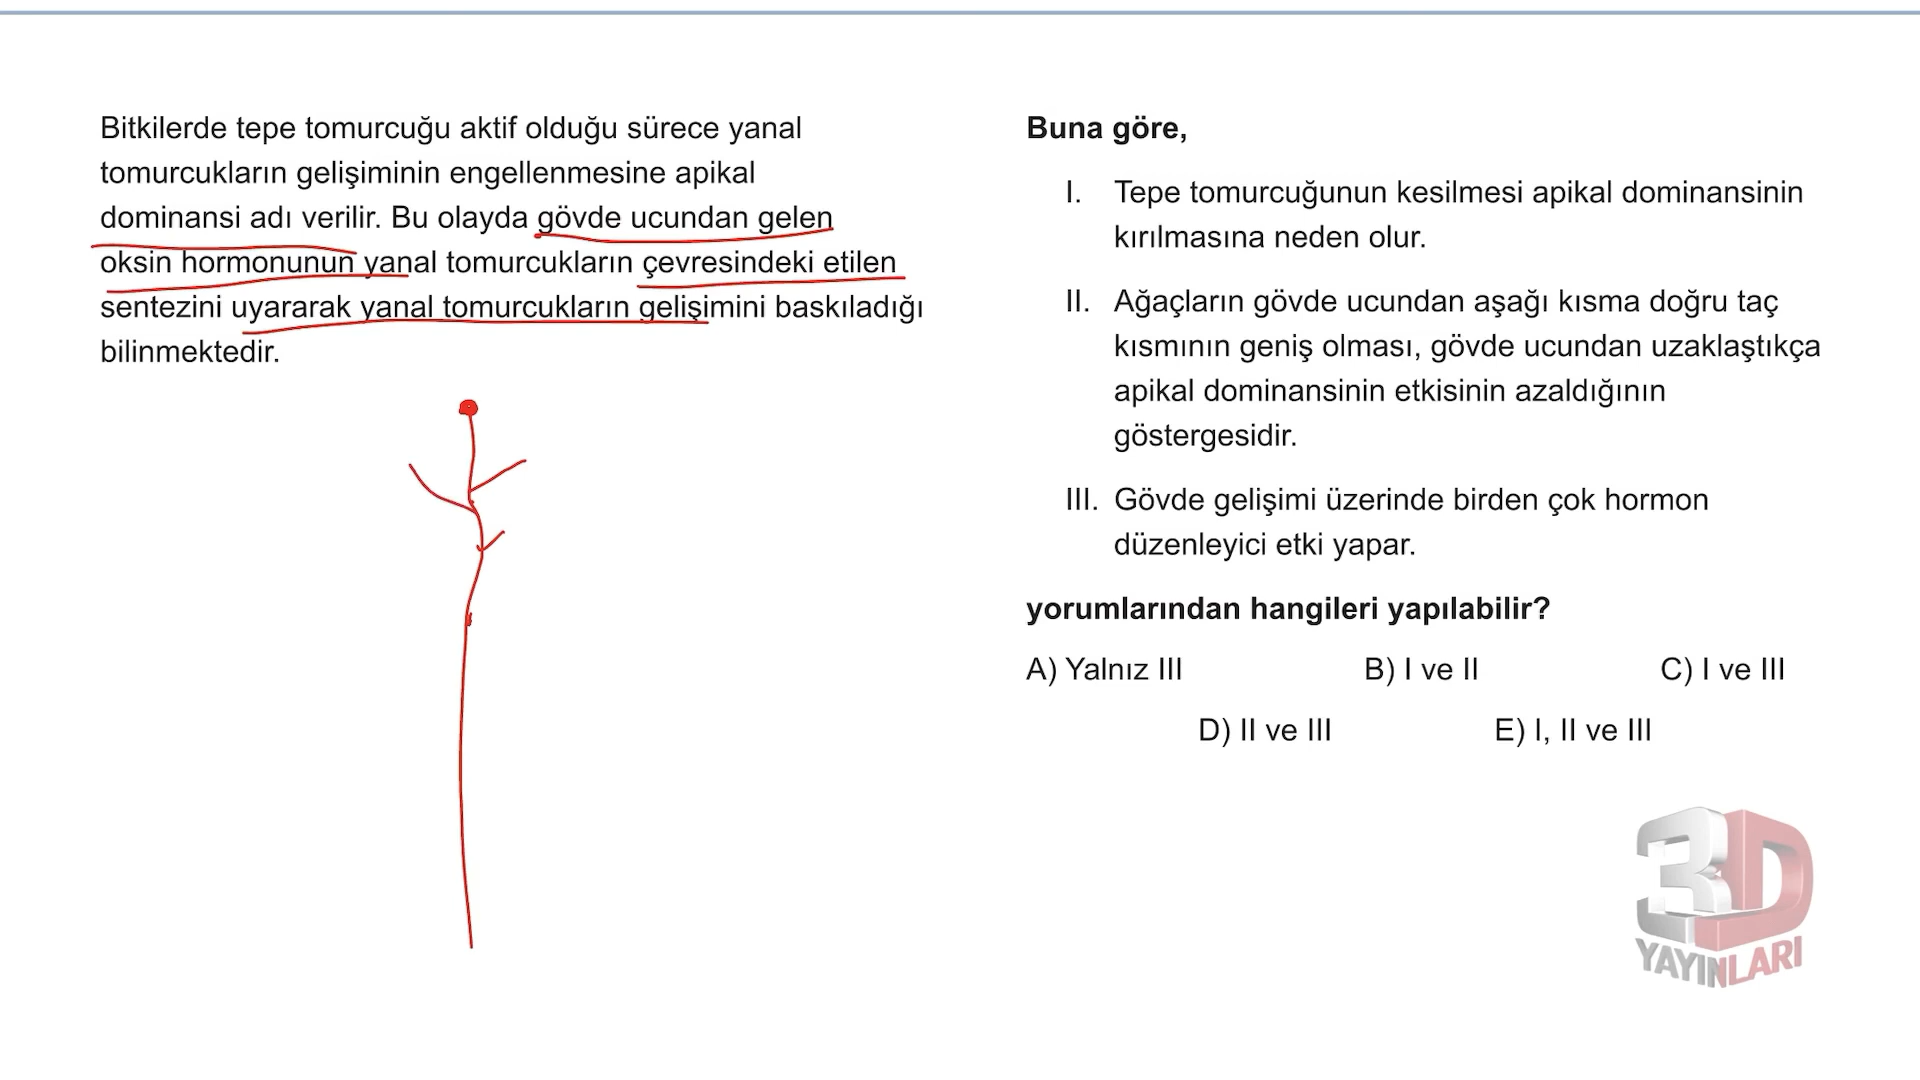 Bitkilerde tepe tomurcuğu aktif olduğu sürece yanal
tomurcukların gelişiminin engellenmesine apikal
dominansi adı verilir. Bu olayda gövde ucundan gelen
oksin hormonunun yanal tomurcukların çevresindeki etilen
sentezini uyararak yanal tomurcukların gelişimini baskıladığı
bilinmektedir.
Buna göre,
I. Tepe tomurcuğunun kesilmesi apikal dominansinin
kırılmasına neden olur.
II. Ağaçların gövde ucundan aşağı kısma doğru taç
kısmının geniş olması, gövde ucundan uzaklaştıkça
apikal dominansinin etkisinin azaldığının
göstergesidir.
III. Gövde gelişimi üzerinde birden çok hormon
düzenleyici etki yapar.
yorumlarından hangileri yapılabilir?
A) Yalnız III B) I ve II C) I ve III
D) II ve III E) I, II ve III
3D
YAYINLARI